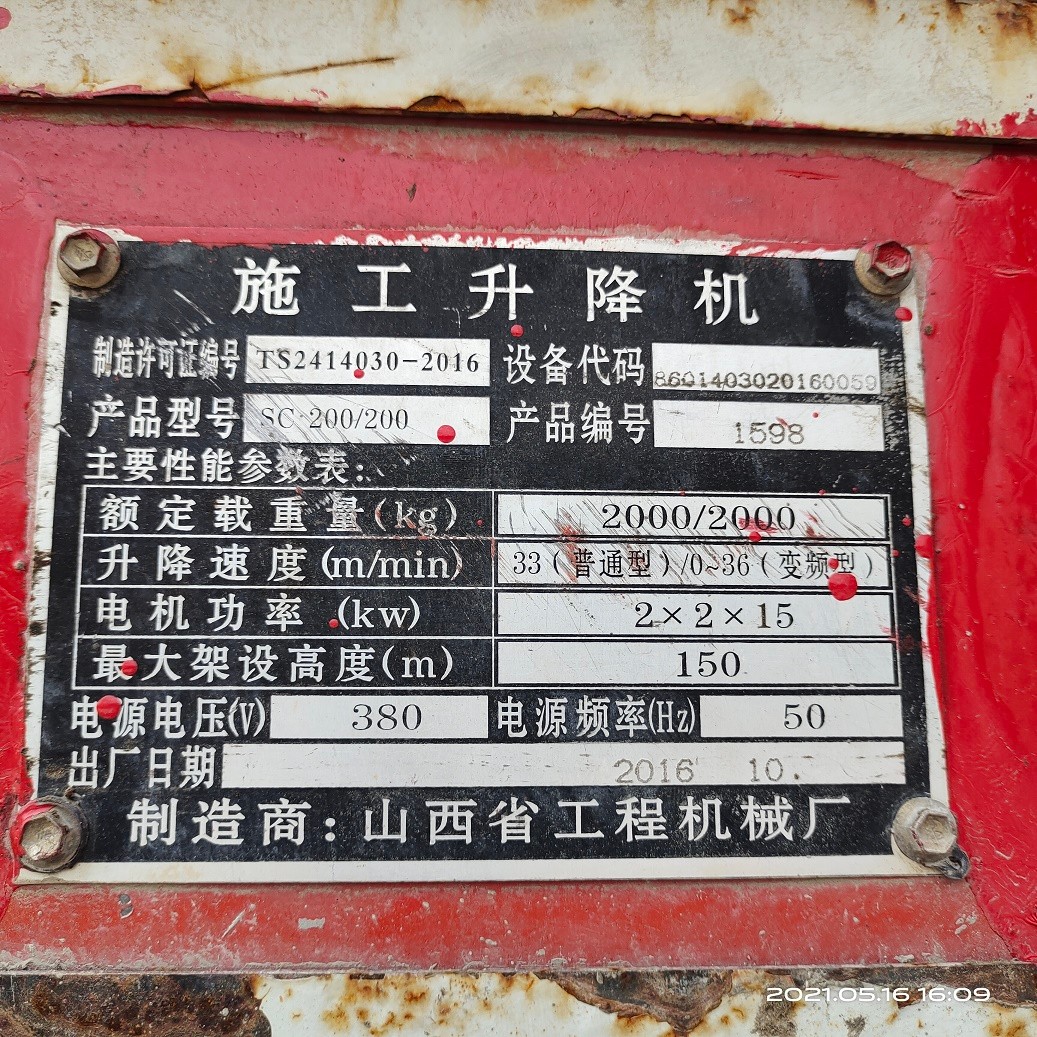 施工升降机
制造许可证编号 TS2414030-2016 设备代码 8601403020160059
产品型号 SC 200/200 产品编号 1598
主要性能参数表:
额定载重量(kg) 2000/2000
升降速度(m/min) 33(普通型)/0~36(变频型)
电机功率(kw) 2×2×15
最大架设高度(m) 150
电源电压(V) 380 电源频率(Hz) 50
出厂日期 2016 10.
制造商:山西省工程机械厂
2021.05.16 16:09